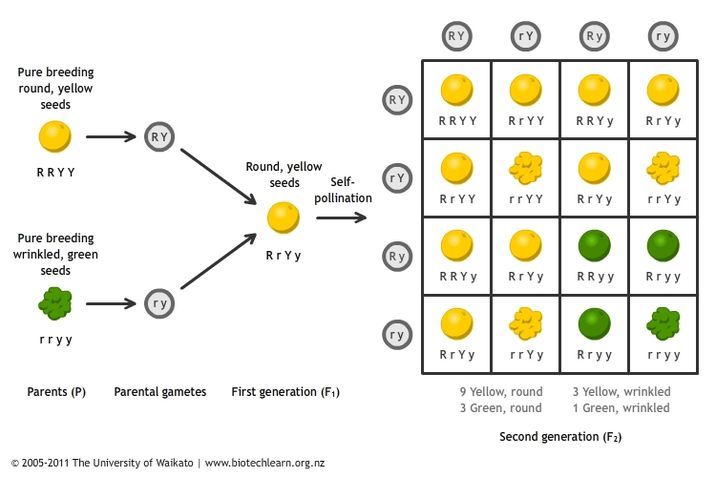 RY rY Ry ry
Pure breeding
round, yellow
seeds
R R Y Y
RY
Pure breeding
wrinkled, green
seeds
r r y y
ry
Round, yellow
seeds
R r Y y
Self-
pollination
RY
R R Y Y R r Y Y R R Y y R r Y y
rY
R r Y y r r Y Y R r Y y r r Y y
Ry
R R Y y R r Y y R R y y R r y y
ry
R r Y y r r Y y R r y y r r y y
Parents (P) Parental gametes First generation (F₁)
9 Yellow, round 3 Yellow, wrinkled
3 Green, round 1 Green, wrinkled
Second generation (F₂)
© 2005-2011 The University of Waikato | www.biotechlearn.org.nz